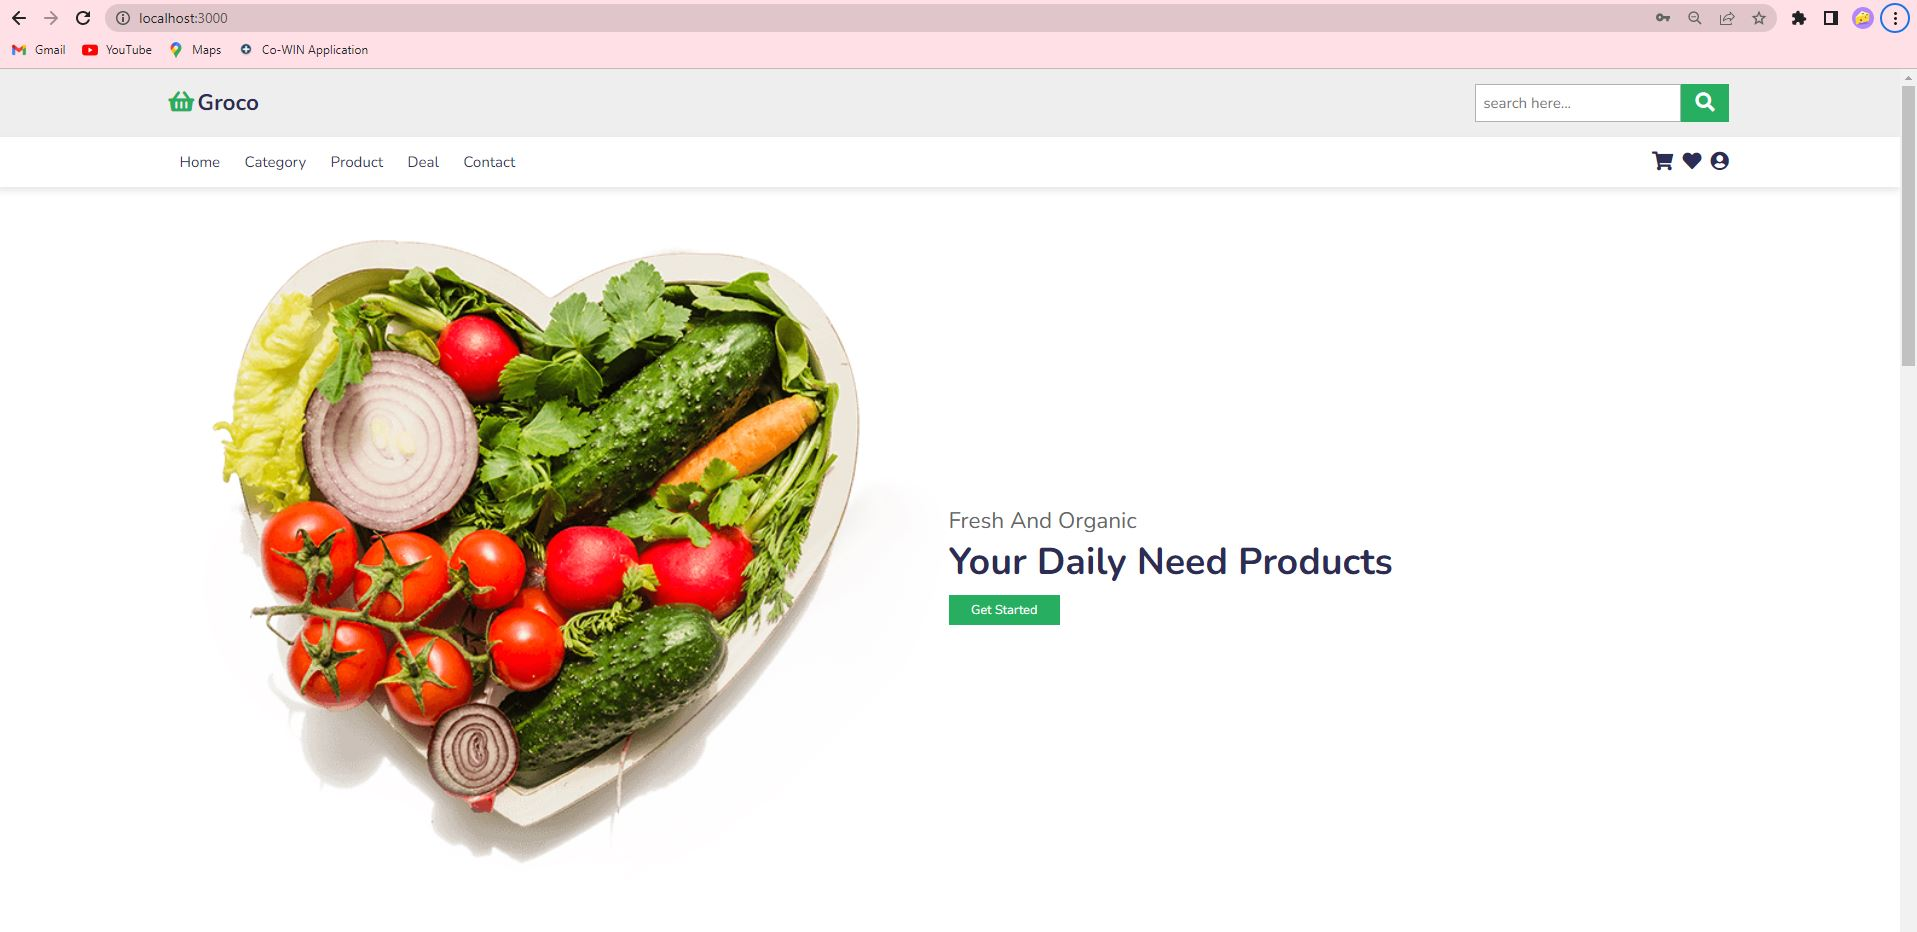 localhost:3000
Gmail YouTube Maps Co-WIN Application
Groco
search here...
Home Category Product Deal Contact
Fresh And Organic
Your Daily Need Products
Get Started